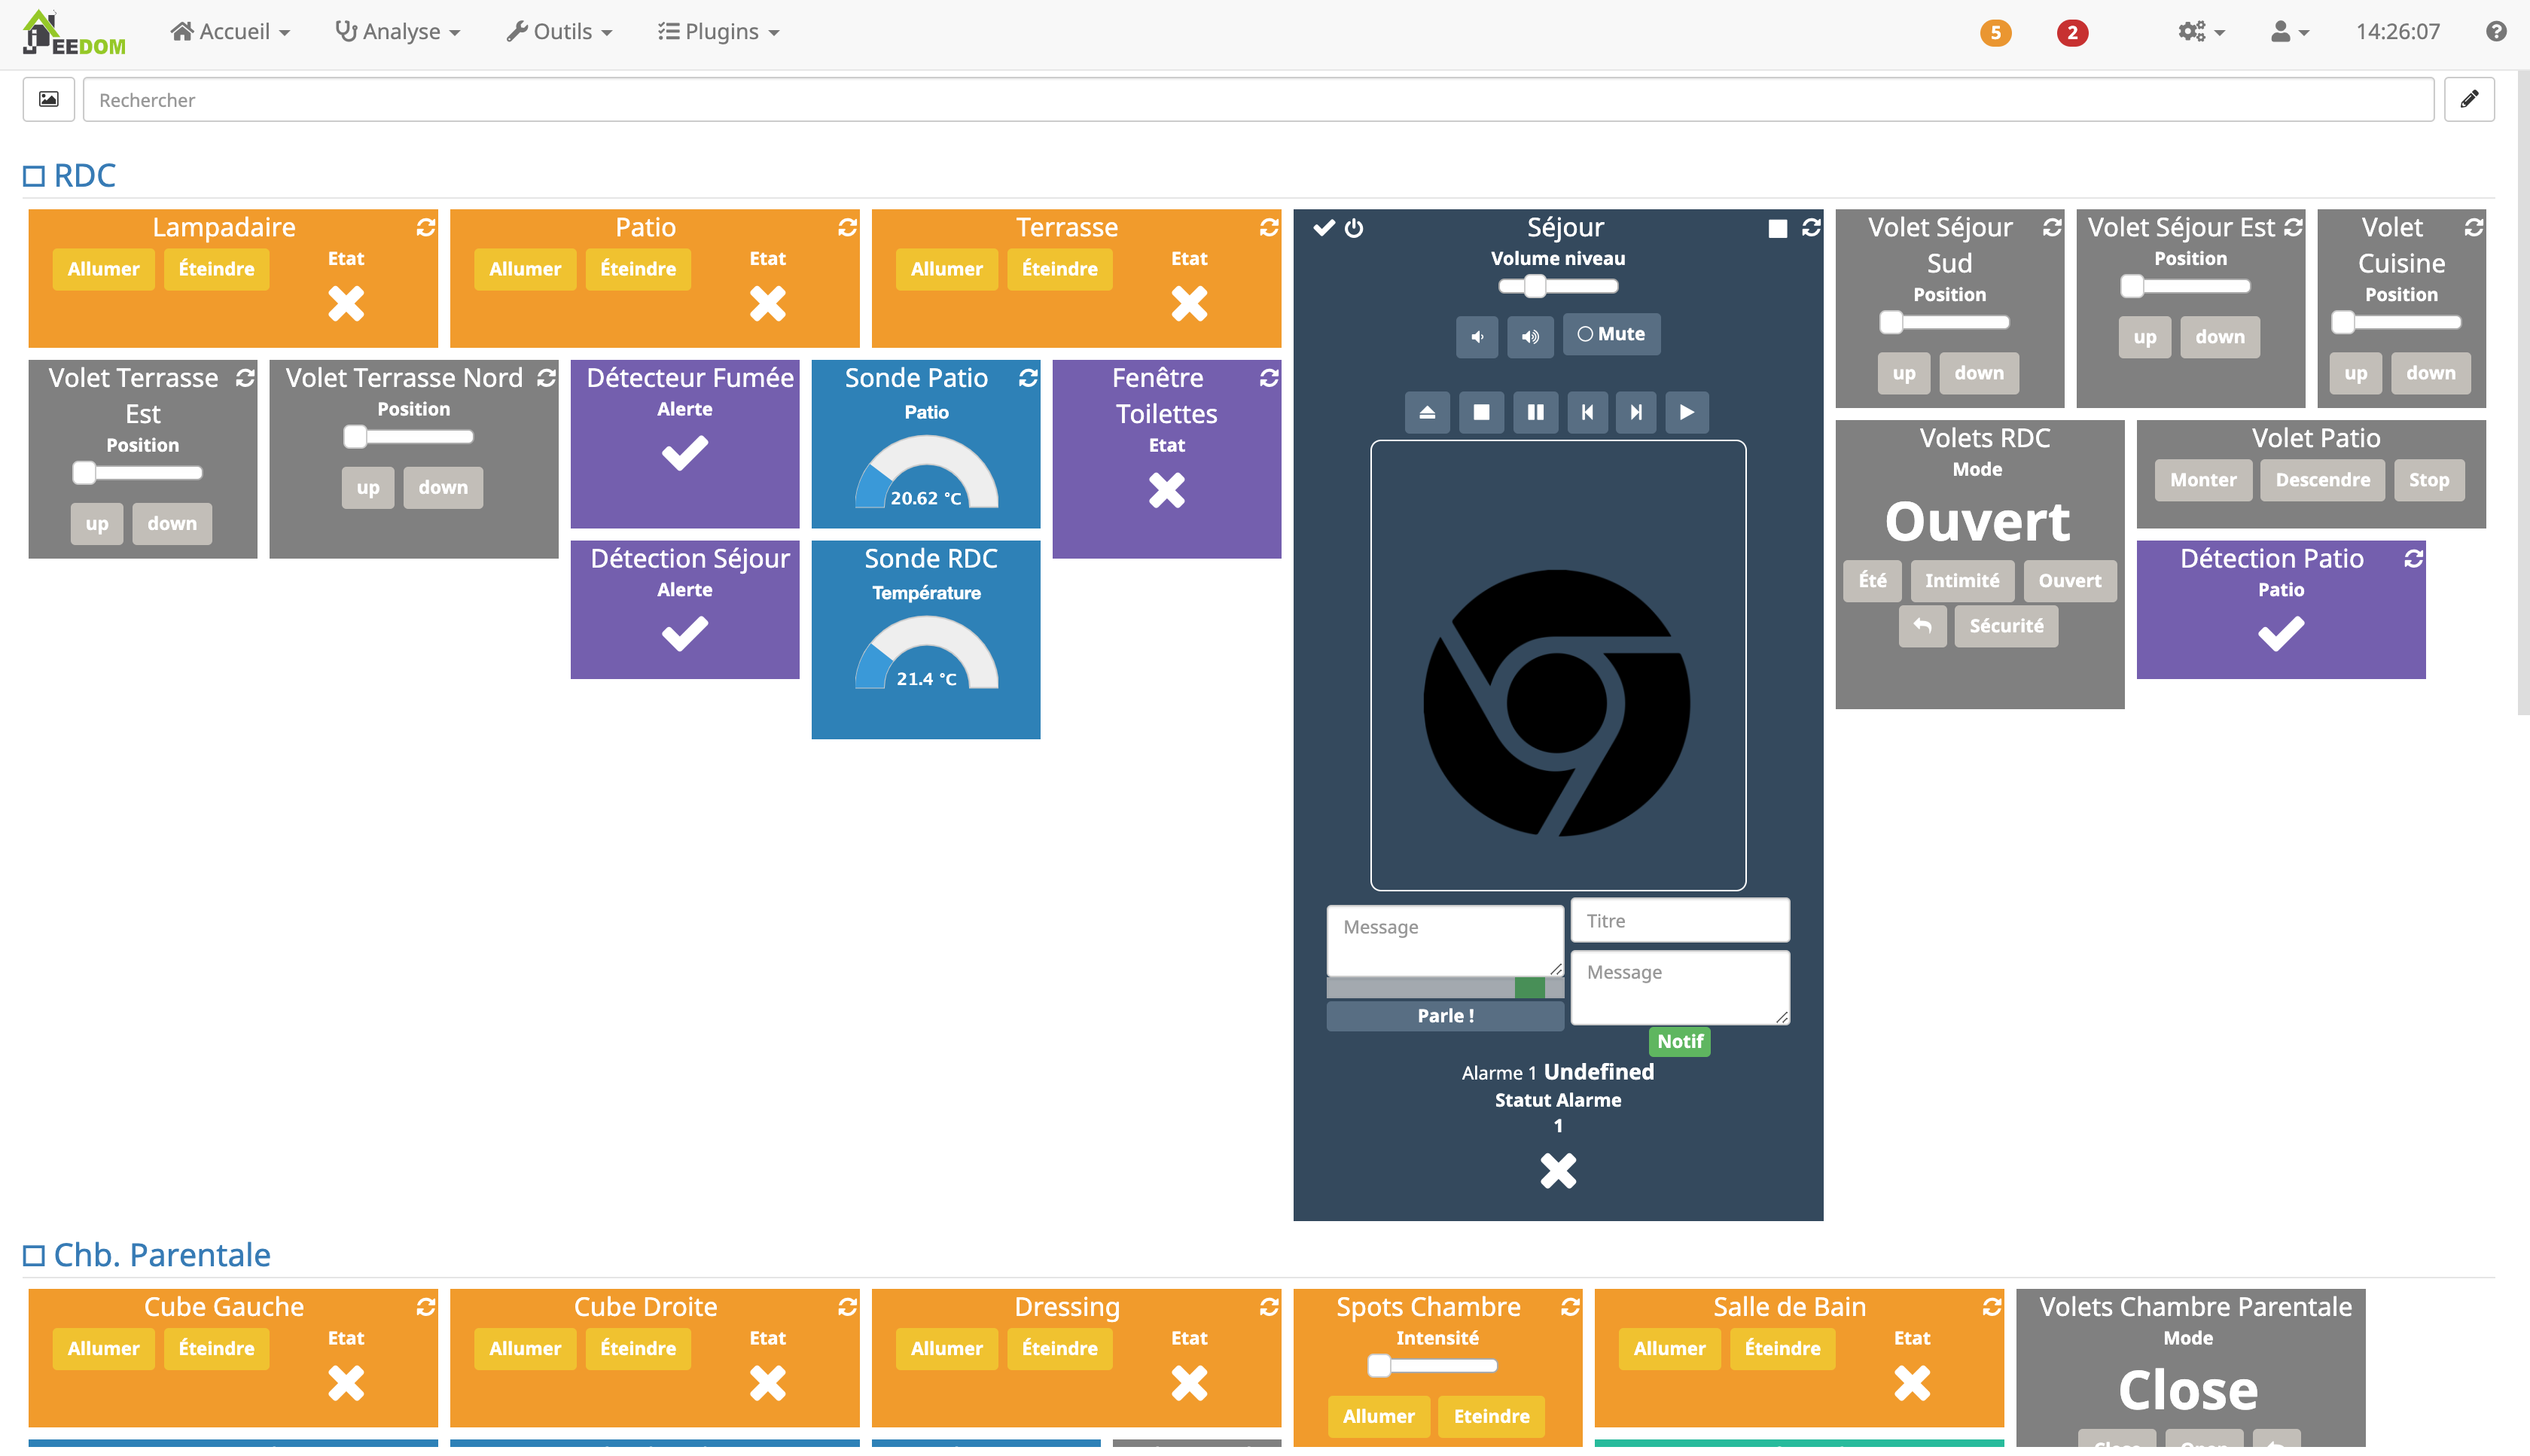 JEEDOM
Accueil
Analyse
Outils
Plugins
5
2
14:26:07
Rechercher
RDC
Lampadaire
Allumer
Éteindre
Etat
Patio
Allumer
Éteindre
Etat
Terrasse
Allumer
Éteindre
Etat
Séjour
Volume niveau
Mute
Message
Parle !
Titre
Message
Notif
Alarme 1 Undefined
Statut Alarme
1
Volet Séjour
Sud
Position
up
down
Volet Séjour Est
Position
up
down
Volet
Cuisine
Position
up
down
Volet Terrasse
Est
Position
up
down
Volet Terrasse Nord
Position
up
down
Détecteur Fumée
Alerte
Sonde Patio
Patio
20.62 °C
Fenêtre
Toilettes
Etat
Volets RDC
Mode
Ouvert
Été
Intimité
Ouvert
Sécurité
Volet Patio
Monter
Descendre
Stop
Détection Séjour
Alerte
Sonde RDC
Température
21.4 °C
Détection Patio
Patio
Chb. Parentale
Cube Gauche
Allumer
Éteindre
Etat
Cube Droite
Allumer
Éteindre
Etat
Dressing
Allumer
Éteindre
Etat
Spots Chambre
Intensité
Allumer
Eteindre
Salle de Bain
Allumer
Éteindre
Etat
Volets Chambre Parentale
Mode
Close
Close
Open